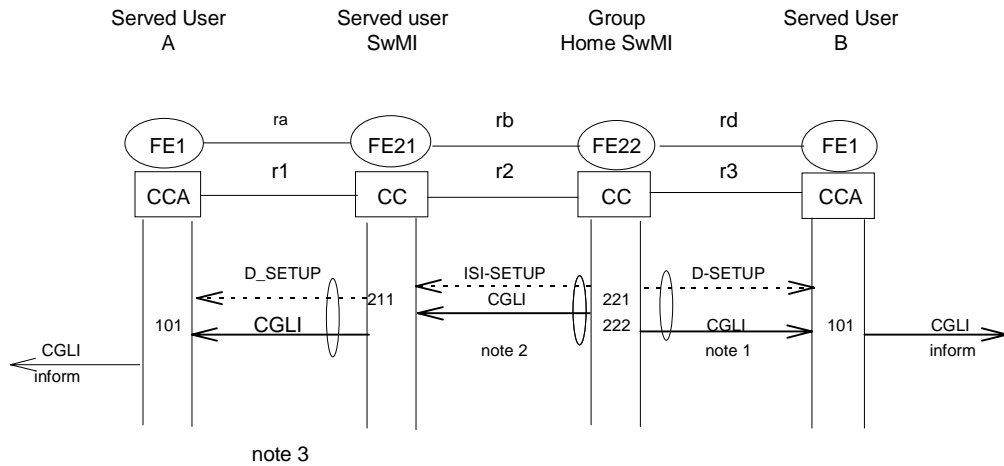 Served User
A
Served user
SwMI
Group
Home SwMI
Served User
B
ra
rb
rd
FE1
FE21
FE22
FE1
r1
r2
r3
CCA
CC
CC
CCA
D_SETUP
ISI-SETUP
D-SETUP
211
CGLI
221
101
CGLI
222
CGLI
101
CGLI
CGLI
inform
note 2
note 1
inform
note 3